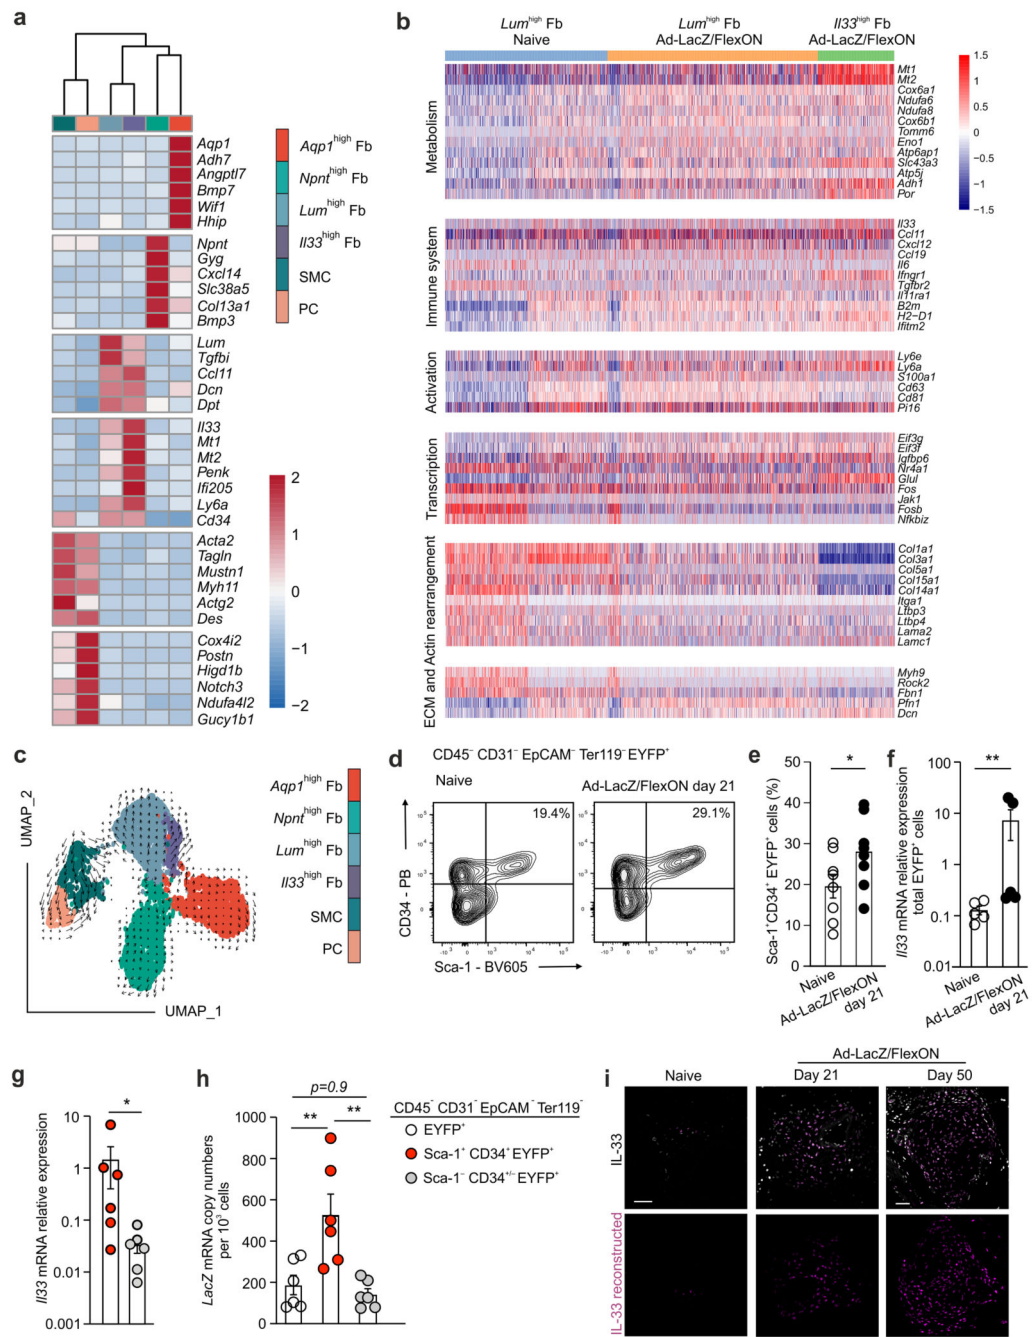 a
Aqp1
Adh7
Angptl7
Bmp7
Wif1
Hhip
Npnt
Gyg
Cxcl14
Slc38a5
Col13a1
Bmp3
Lum
Tgfbi
Ccl11
Dcn
Dpt
Il33
Mt1
Mt2
Penk
Ifi205
Ly6a
Cd34
Acta2
Tagln
Mustn1
Myh11
Actg2
Des
Cox4i2
Postn
Higd1b
Notch3
Ndufa4l2
Gucy1b1
Aqp1high Fb
Npnthigh Fb
Lumhigh Fb
Il33high Fb
SMC
PC
2
1
0
−1
−2
b
Lumhigh Fb
Naive
Lumhigh Fb
Ad-LacZ/FlexON
Il33high Fb
Ad-LacZ/FlexON
1.5
1
0.5
0
−0.5
−1
−1.5
Metabolism
Mt1
Mt2
Cox6a1
Ndufa6
Ndufa8
Cox6b1
Tomm6
Eno1
Atp6ap1
Slc43a3
Atp5j
Adh1
Por
Immune system
Il33
Ccl11
Cxcl12
Ccl19
Il6
Ifngr1
Tgfbr2
Il11ra1
B2m
H2−D1
Ifitm2
Activation
Ly6e
Ly6a
S100a1
Cd63
Cd81
Pi16
Transcription
Eif3g
Eif3f
Igfbp6
Nr4a1
Glul
Fos
Jak1
Fosb
Nfkbiz
ECM and Actin rearrangement
Col1a1
Col3a1
Col5a1
Col15a1
Col14a1
Itga1
Ltbp3
Ltbp4
Lama2
Lamc1
Myh9
Rock2
Fbn1
Pfn1
Dcn
c
UMAP_2
UMAP_1
Aqp1high Fb
Npnthigh Fb
Lumhigh Fb
Il33high Fb
SMC
PC
d
CD45− CD31− EpCAM− Ter119− EYFP+
Naive
Ad-LacZ/FlexON day 21
19.4%
29.1%
CD34 - PB
Sca-1 - BV605
e
Sca-1+CD34+ EYFP+ cells (%)
50
40
30
20
10
0
*
Naive
Ad-LacZ/FlexON
day 21
f
Il33 mRNA relative expression
total EYFP+ cells
100
10
1
0.1
0.01
**
Naive
Ad-LacZ/FlexON
day 21
g
Il33 mRNA relative expression
10
1
0.1
0.01
0.001
*
h
LacZ mRNA copy numbers
per 10³ cells
1000
800
600
400
200
0
p=0.9
**
**
CD45− CD31− EpCAM− Ter119−
EYFP+
Sca-1+ CD34+ EYFP+
Sca-1− CD34+/− EYFP+
i
Ad-LacZ/FlexON
Naive
Day 21
Day 50
IL-33
IL-33 reconstructed